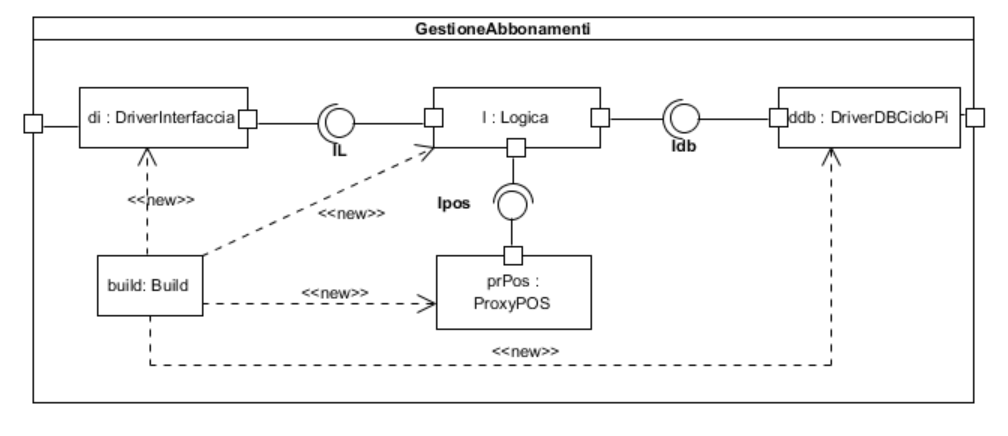 GestioneAbbonamenti
di : DriverInterfaccia
l : Logica
ddb : DriverDBCicloPi
IL
Idb
<<new>>
<<new>>
Ipos
build: Build
<<new>>
prPos :
ProxyPOS
<<new>>